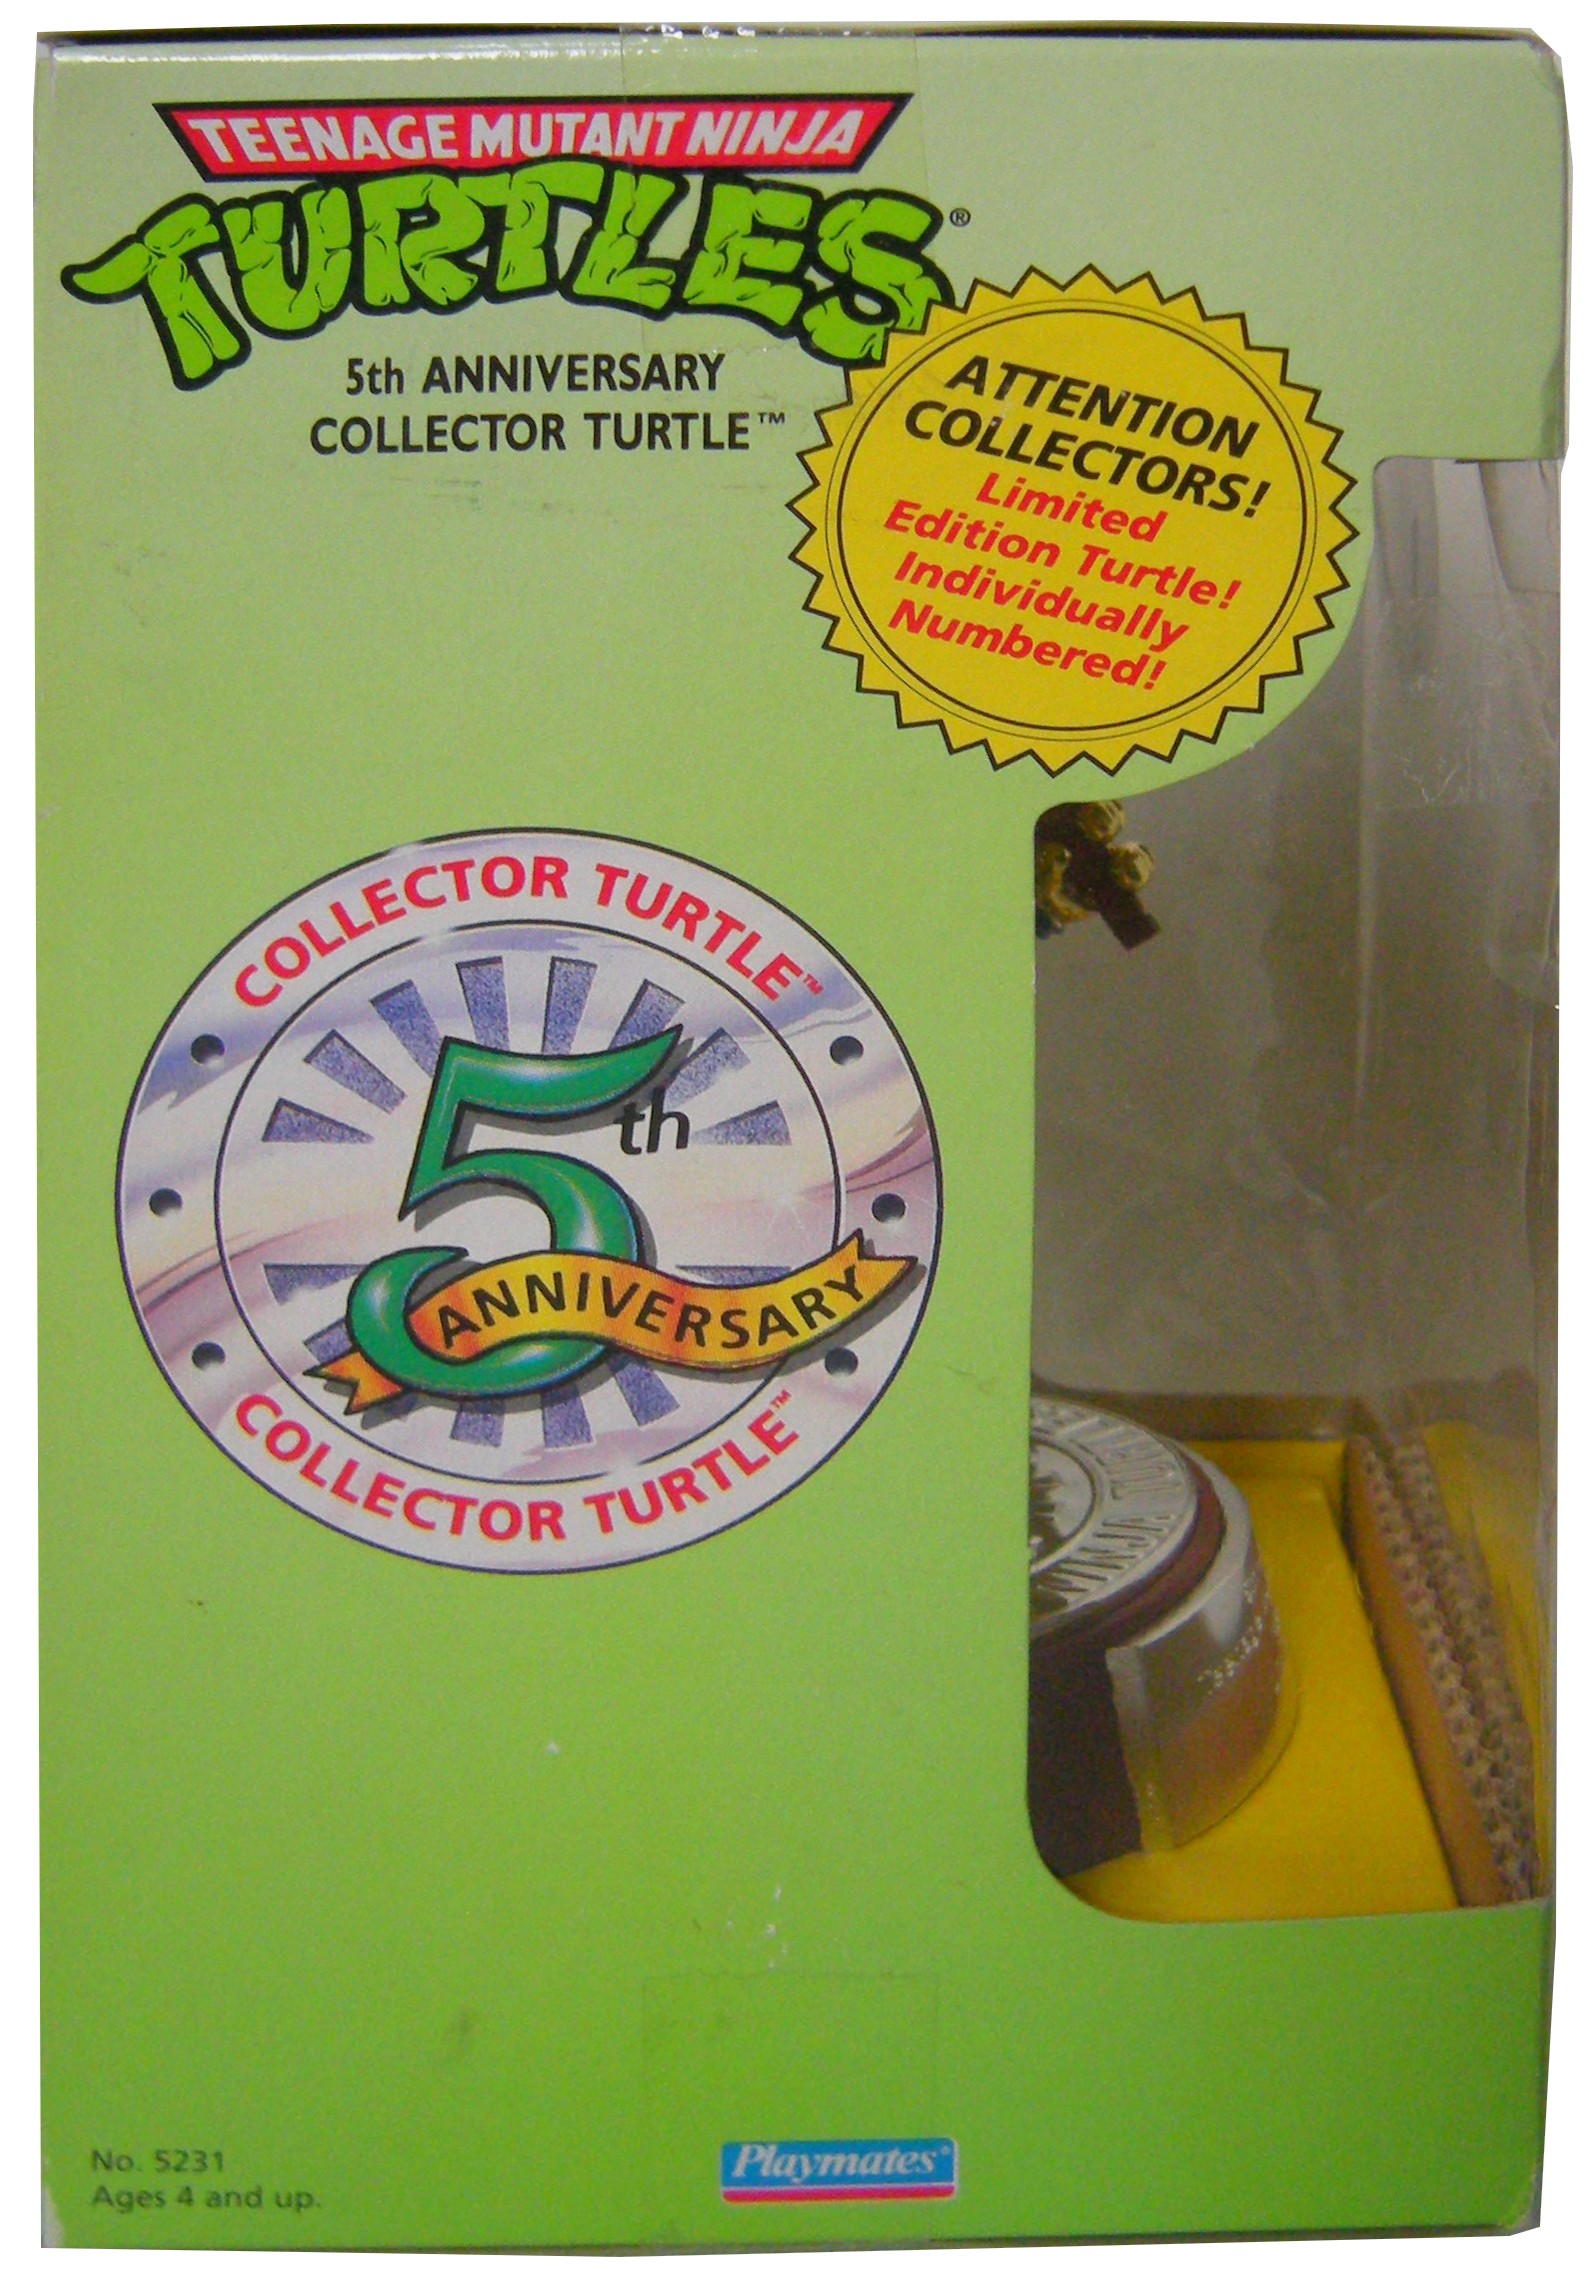 TEENAGE MUTANT NINJA
TURTLES®
5th ANNIVERSARY
COLLECTOR TURTLE™
ATTENTION
COLLECTORS!
Limited
Edition Turtle!
Individually
Numbered!
COLLECTOR TURTLE™
5th
ANNIVERSARY
COLLECTOR TURTLE™
NINJA
No. 5231
Ages 4 and up.
Playmates®